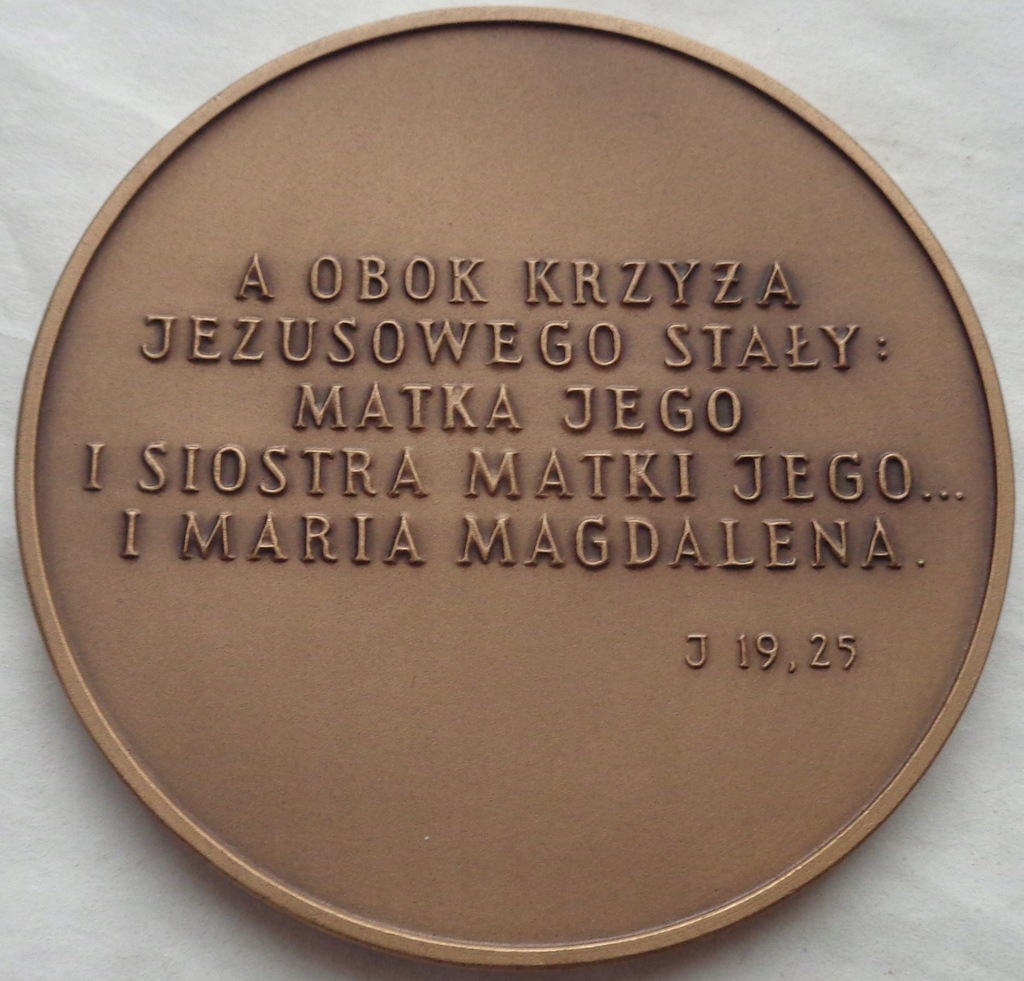 A OBOK KRZYŻA
JEZUSOWEGO STAŁY:
MATKA JEGO
I SIOSTRA MATKI JEGO...
I MARIA MAGDALENA.
J 19,25